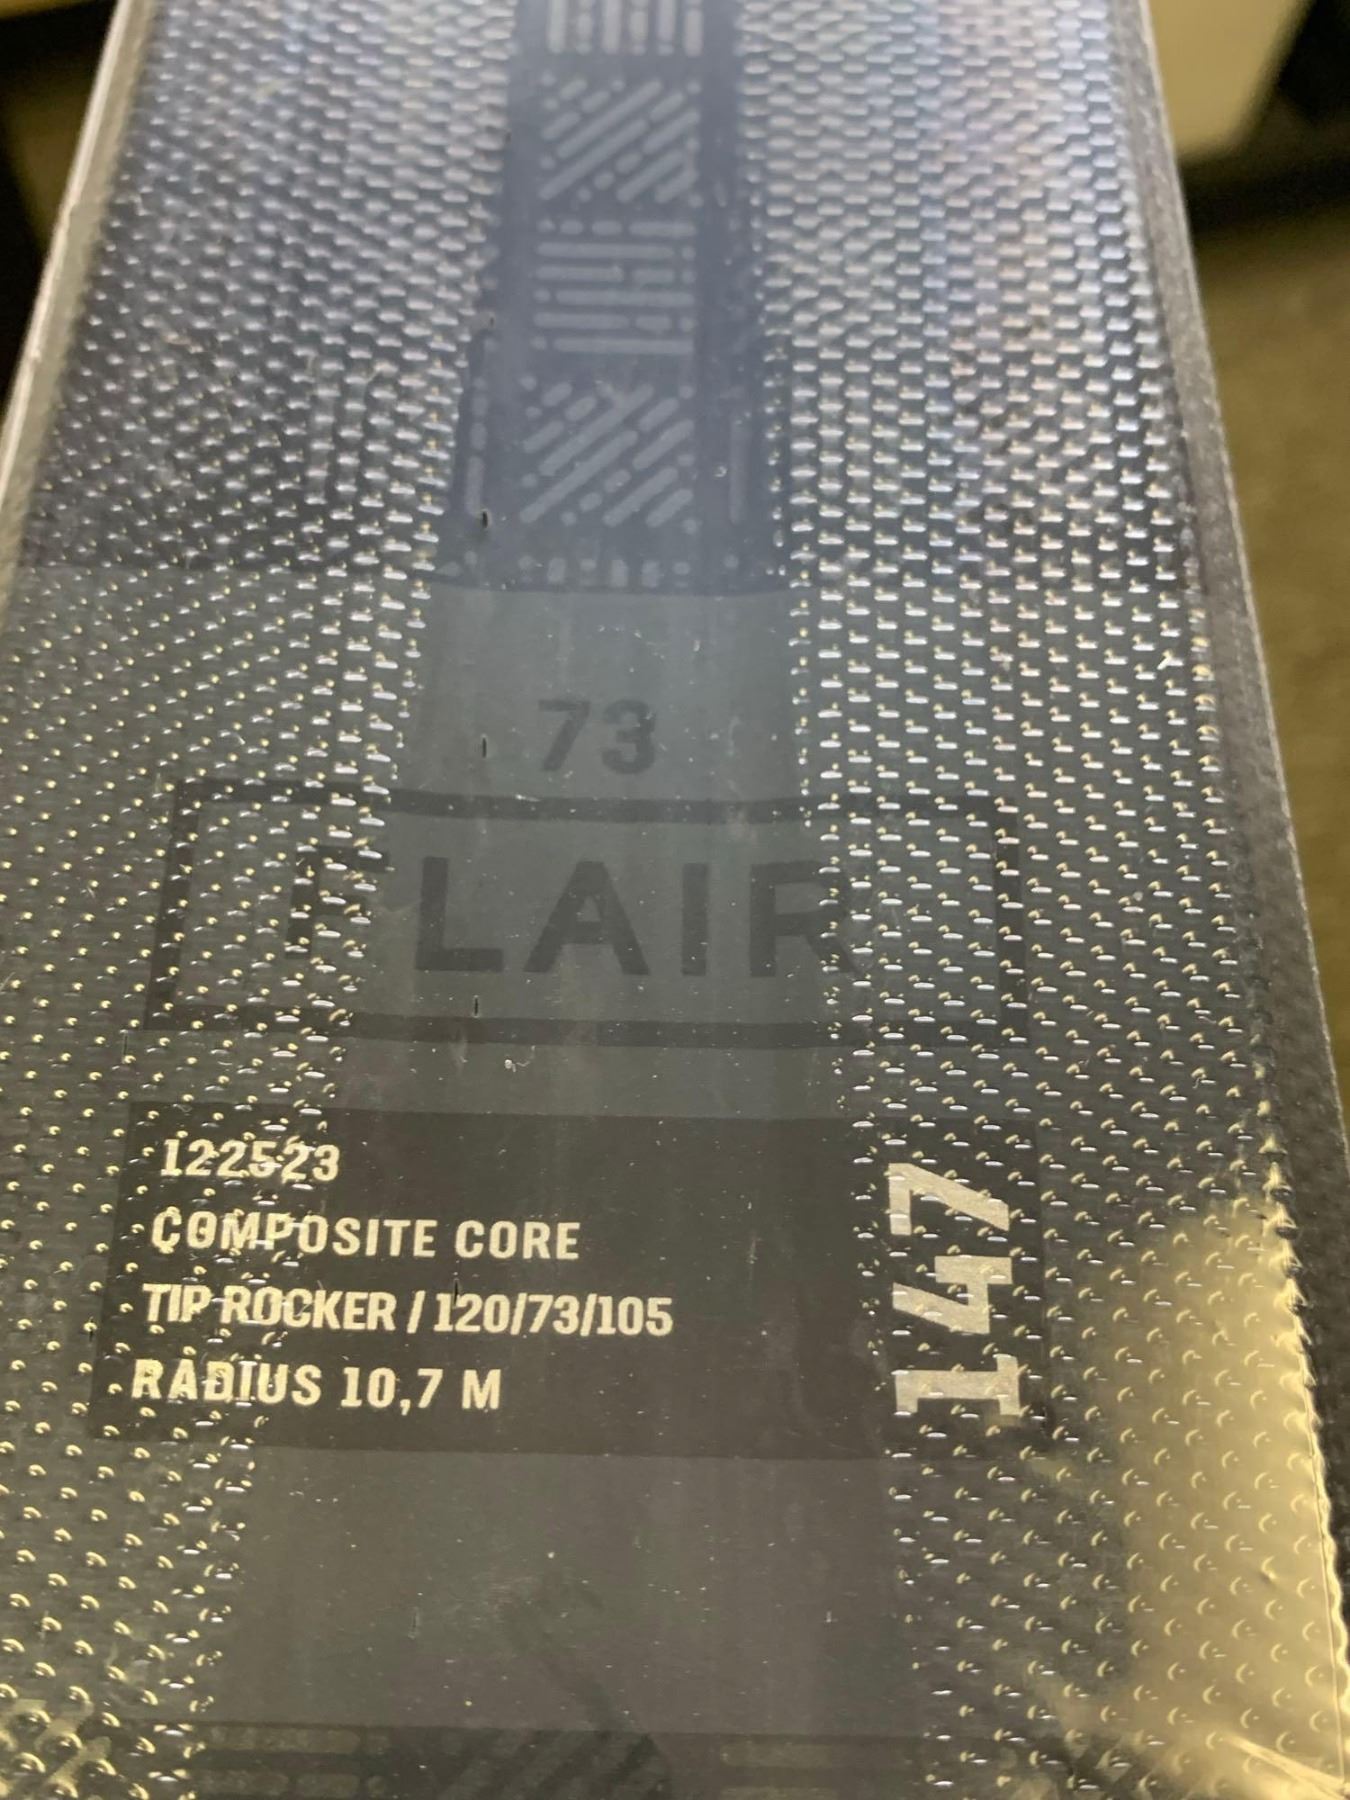 73
FLAIR
122523
COMPOSITE CORE
TIP ROCKER / 120/73/105
RADIUS 10,7 M
147